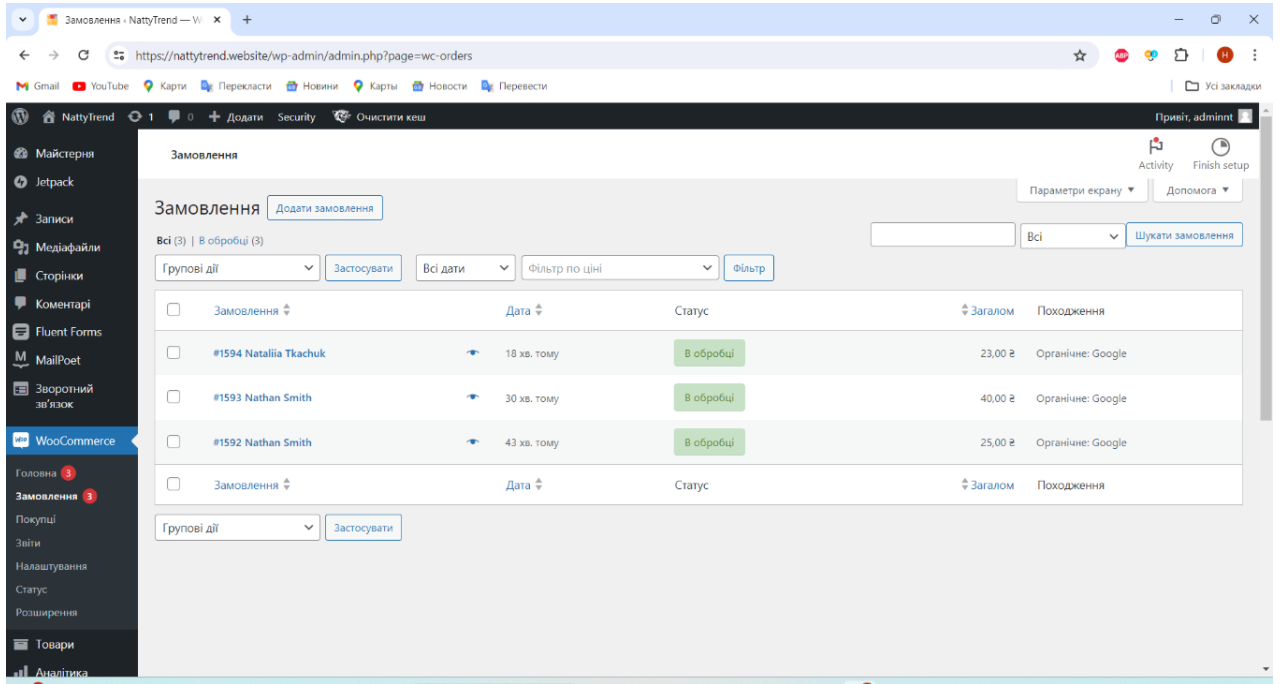 Замовлення ‹ NattyTrend — W
https://nattytrend.website/wp-admin/admin.php?page=wc-orders
ABP
H
Gmail YouTube Карти Перекласти Новини Карты Новости Перевести Усі закладки
NattyTrend 1 0 Додати Security Очистити кеш Привіт, adminnt
Майстерня
Jetpack
Записи
Медіафайли
Сторінки
Коментарі
Fluent Forms
MailPoet
Зворотний
зв'язок
WooCommerce
Головна 3
Замовлення 3
Покупці
Звіти
Налаштування
Статус
Розширення
Товари
Аналітика
Замовлення
Activity Finish setup
Параметри екрану Допомога
Замовлення Додати замовлення
Всі (3) | В обробці (3)
Всі Шукати замовлення
Групові дії Застосувати Всі дати Фільтр по ціні Фільтр
Замовлення Дата Статус Загалом Походження
#1594 Nataliia Tkachuk 18 хв. тому В обробці 23,00 ₴ Органічне: Google
#1593 Nathan Smith 30 хв. тому В обробці 40,00 ₴ Органічне: Google
#1592 Nathan Smith 43 хв. тому В обробці 25,00 ₴ Органічне: Google
Замовлення Дата Статус Загалом Походження
Групові дії Застосувати